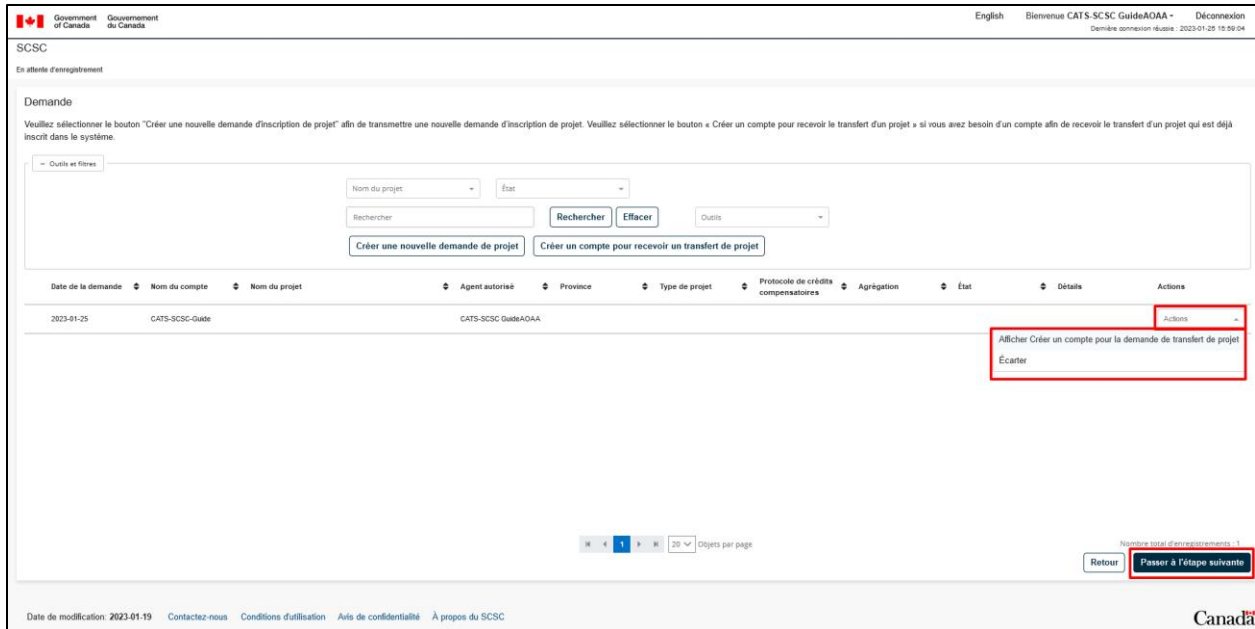 Government of Canada Gouvernement du Canada
English Bienvenue CATS-SCSC GuideAOAA Déconnexion
Dernière connexion réussie : 2023-01-25 15:59:04
SCSC
En attente d'enregistrement
Demande
Veuillez sélectionner le bouton "Créer une nouvelle demande d'inscription de projet" afin de transmettre une nouvelle demande d'inscription de projet. Veuillez sélectionner le bouton « Créer un compte pour recevoir le transfert d'un projet » si vous avez besoin d'un compte afin de recevoir le transfert d'un projet qui est déjà
inscrit dans le système.
− Outils et filtres
Nom du projet État
Rechercher Rechercher Effacer Outils
Créer une nouvelle demande de projet Créer un compte pour recevoir un transfert de projet
Date de la demande Nom du compte Nom du projet Agent autorisé Province Type de projet Protocole de crédits compensatoires Agrégation État Détails Actions
2023-01-25 CATS-SCSC-Guide CATS-SCSC GuideAOAA Actions
Afficher Créer un compte pour la demande de transfert de projet
Écarter
1 20 Objets par page Nombre total d'enregistrements : 1
Retour Passer à l'étape suivante
Date de modification: 2023-01-19 Contactez-nous Conditions d'utilisation Avis de confidentialité À propos du SCSC Canada